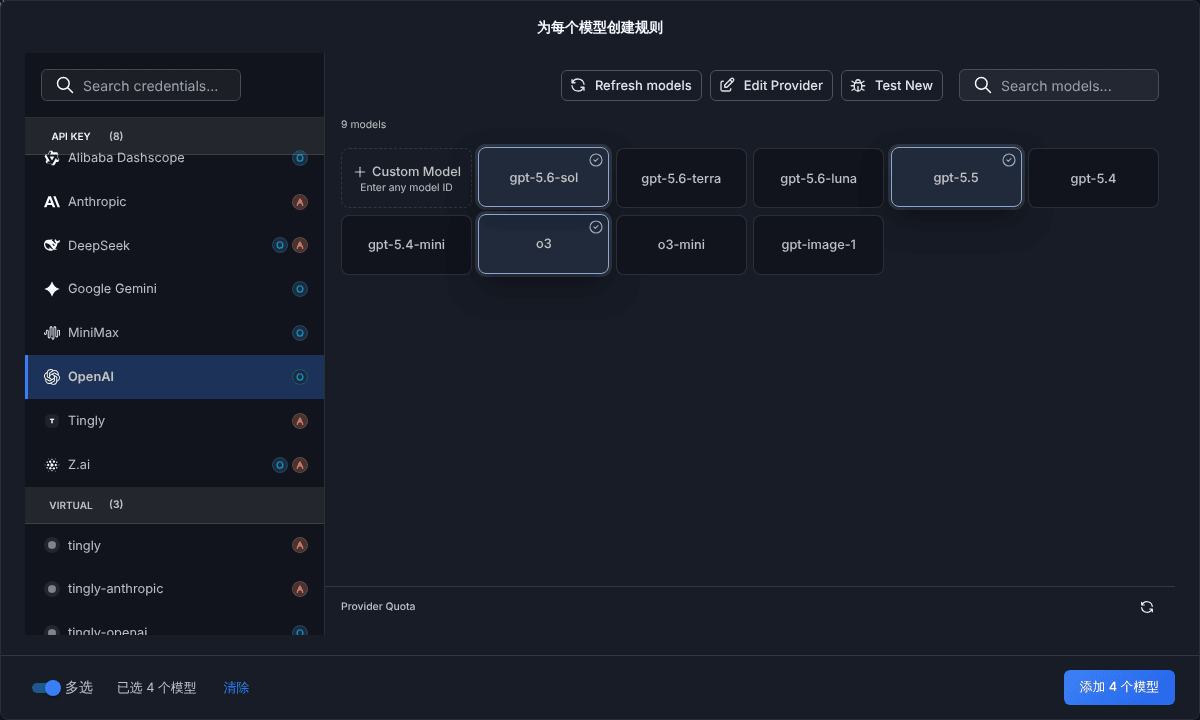 为每个模型创建规则
Search credentials...
Refresh models
Edit Provider
Test New
Search models...
API KEY (8)
Alibaba Dashscope O
Anthropic A
DeepSeek O A
Google Gemini O
MiniMax O
OpenAI O
T Tingly A
Z.ai O A
VIRTUAL (3)
tingly A
tingly-anthropic A
tingly-openai O
9 models
+ Custom Model
Enter any model ID
gpt-5.6-sol
gpt-5.6-terra
gpt-5.6-luna
gpt-5.5
gpt-5.4
gpt-5.4-mini
o3
o3-mini
gpt-image-1
Provider Quota
多选
已选 4 个模型
清除
添加 4 个模型